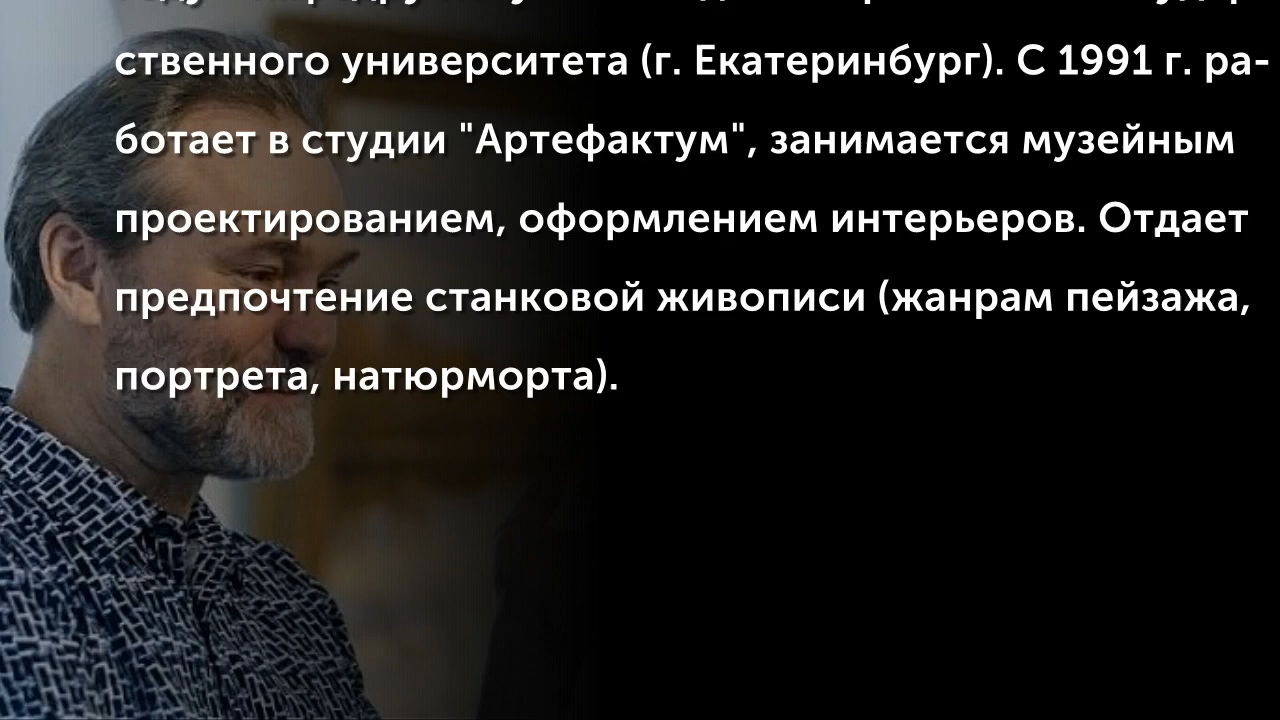 ственного университета (г. Екатеринбург). С 1991 г. ра-
ботает в студии "Артефактум", занимается музейным
проектированием, оформлением интерьеров. Отдает
предпочтение станковой живописи (жанрам пейзажа,
портрета, натюрморта).